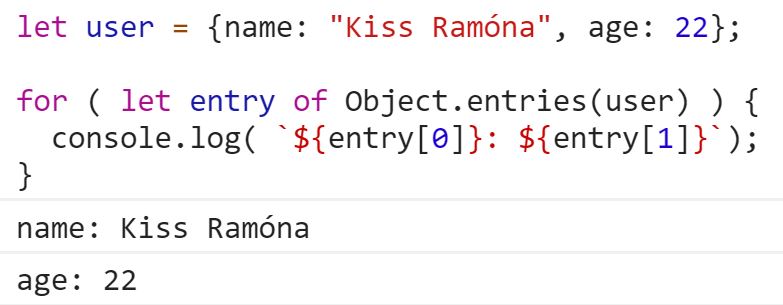 let user = {name: "Kiss Ramóna", age: 22};
for ( let entry of Object.entries(user) ) {
  console.log( `${entry[0]}: ${entry[1]}`);
}
name: Kiss Ramóna
age: 22